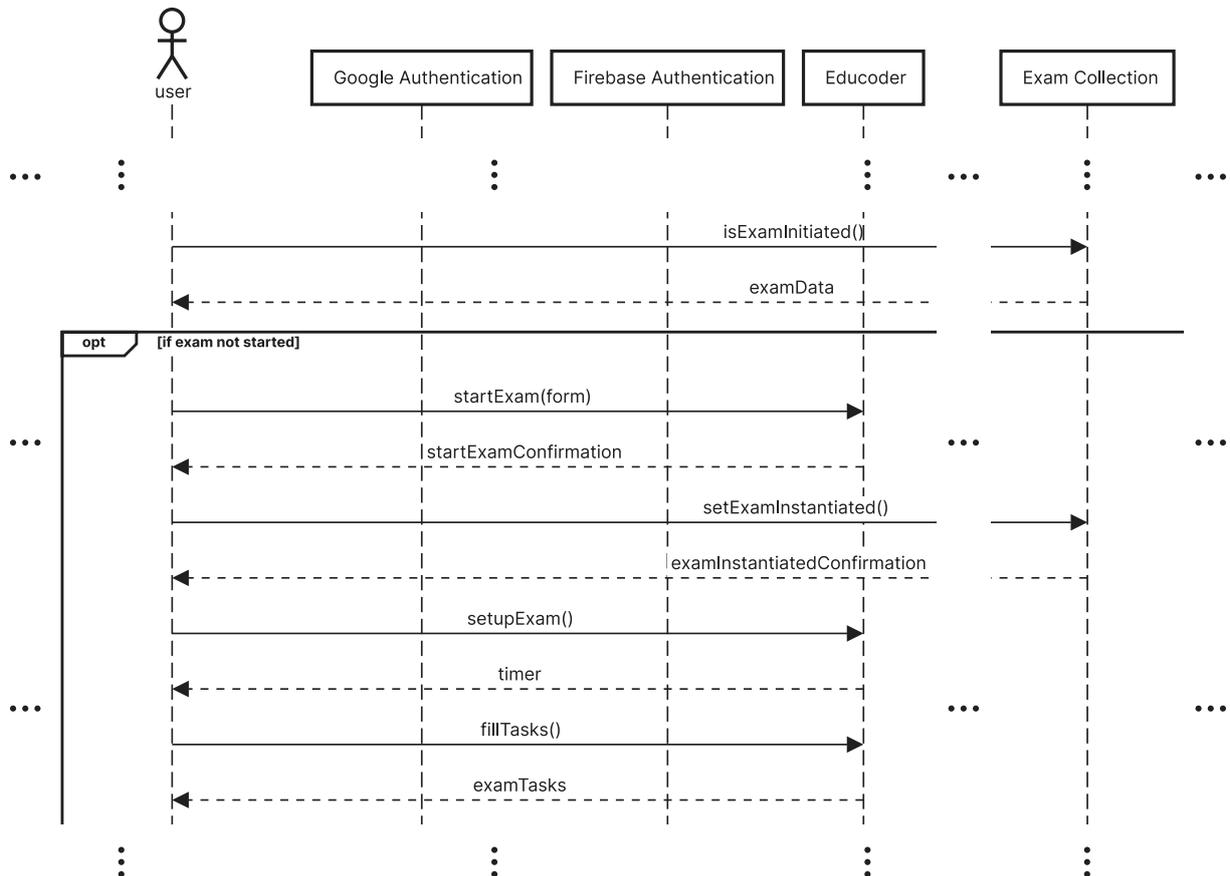 user
Google Authentication
Firebase Authentication
Educoder
Exam Collection
isExamInitiated()
examData
opt
[if exam not started]
startExam(form)
startExamConfirmation
setExamInstantiated()
examInstantiatedConfirmation
setupExam()
timer
fillTasks()
examTasks